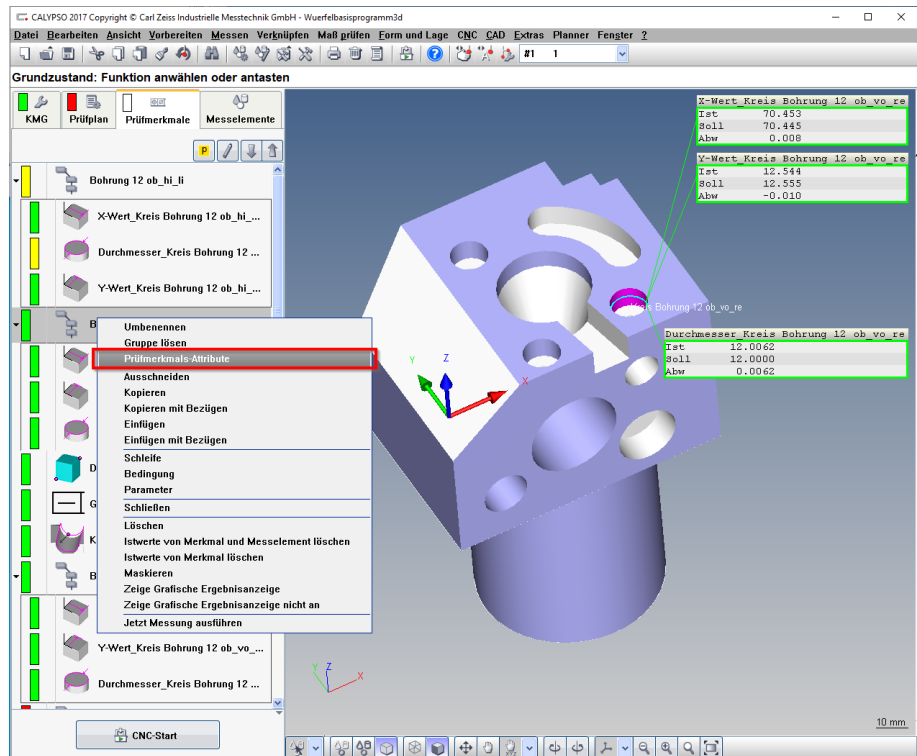 CALYPSO 2017 Copyright © Carl Zeiss Industrielle Messtechnik GmbH - Wuerfelbasisprogramm3d
Datei Bearbeiten Ansicht Vorbereiten Messen Verknüpfen Maß prüfen Form und Lage CNC CAD Extras Planner Fenster ?
#1 1
Grundzustand: Funktion anwählen oder antasten
KMG Prüfplan Prüfmerkmale Messelemente
P
Bohrung 12 ob_hi_li
X-Wert_Kreis Bohrung 12 ob_hi_...
Durchmesser_Kreis Bohrung 12 ...
Y-Wert_Kreis Bohrung 12 ob_hi_...
B
Umbenennen
Gruppe lösen
Prüfmerkmals-Attribute
Ausschneiden
Kopieren
Kopieren mit Bezügen
Einfügen
Einfügen mit Bezügen
Schleife
Bedingung
Parameter
Schließen
Löschen
Istwerte von Merkmal und Messelement löschen
Istwerte von Merkmal löschen
Maskieren
Zeige Grafische Ergebnisanzeige
Zeige Grafische Ergebnisanzeige nicht an
Jetzt Messung ausführen
D
G
K
B
Y-Wert_Kreis Bohrung 12 ob_vo_...
Durchmesser_Kreis Bohrung 12 ...
CNC-Start
X-Wert_Kreis Bohrung 12 ob_vo_re
Ist 70.453
Soll 70.445
Abw 0.008
Y-Wert_Kreis Bohrung 12 ob_vo_re
Ist 12.544
Soll 12.555
Abw -0.010
Kreis Bohrung 12 ob_vo_re
Durchmesser_Kreis Bohrung 12 ob_vo_re
Ist 12.0062
Soll 12.0000
Abw 0.0062
Y Z X
Y Z X
10 mm